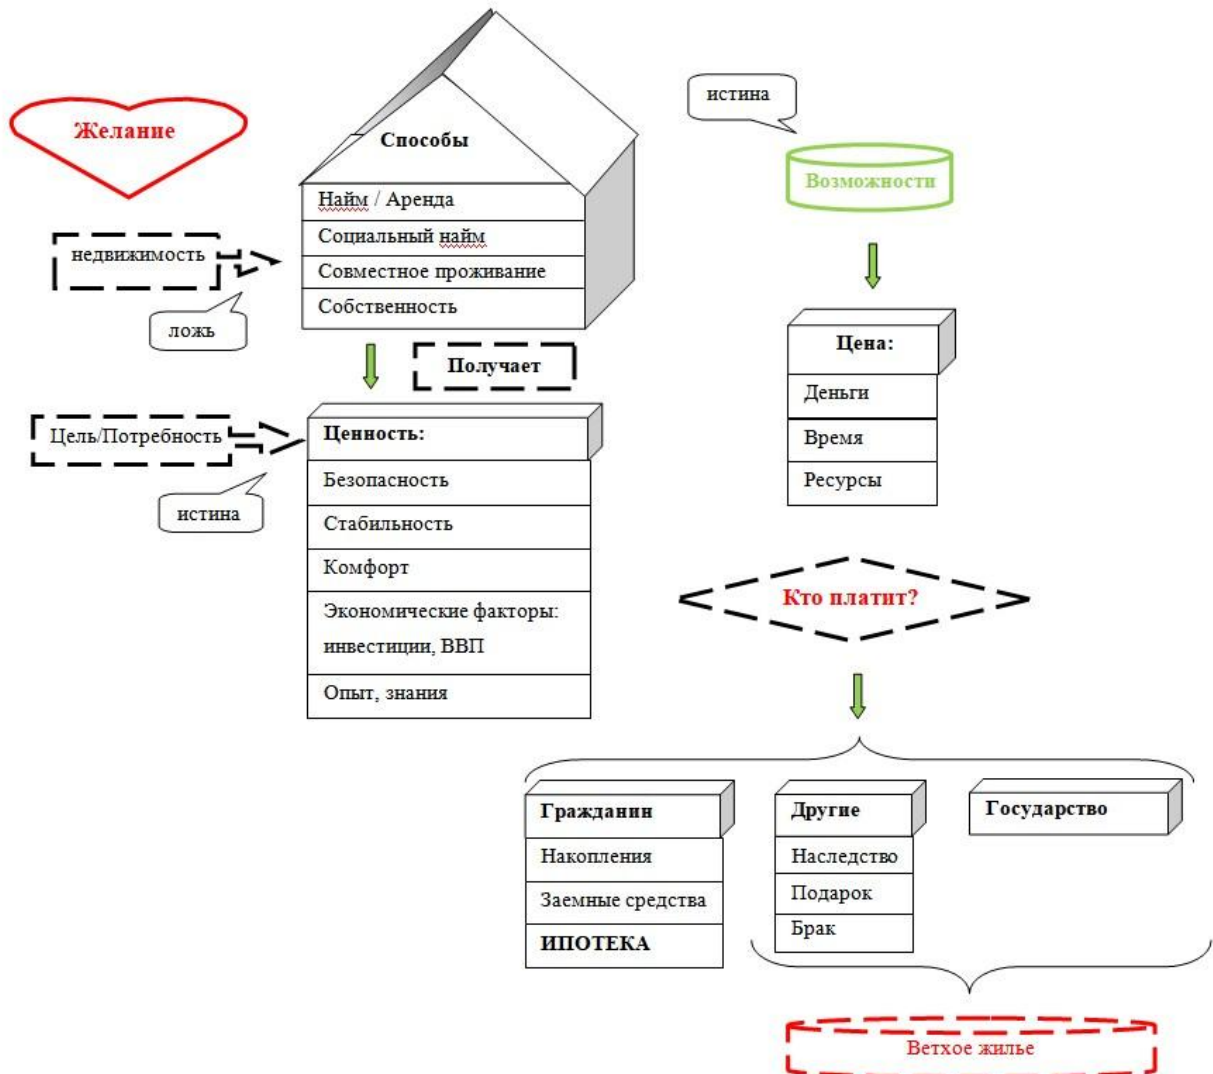 Желание
Способы
Найм / Аренда
Социальный найм
Совместное проживание
Собственность
недвижимость
ложь
Получает
Цель/Потребность
истина
Ценность:
Безопасность
Стабильность
Комфорт
Экономические факторы:
инвестиции, ВВП
Опыт, знания
истина
Возможности
Цена:
Деньги
Время
Ресурсы
Кто платит?
Гражданин
Накопления
Заемные средства
ИПОТЕКА
Другие
Наследство
Подарок
Брак
Государство
Ветхое жилье